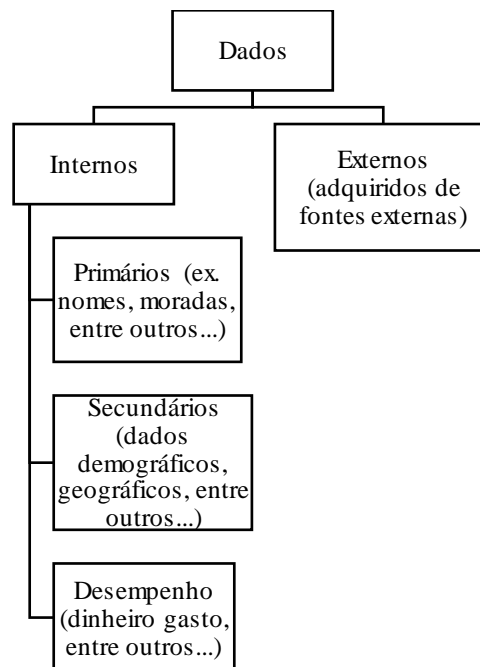 Dados
Internos
Externos
(adquiridos de
fontes externas)
Primários (ex.
nomes, moradas,
entre outros...)
Secundários
(dados
demográficos,
geográficos, entre
outros...)
Desempenho
(dinheiro gasto,
entre outros...)